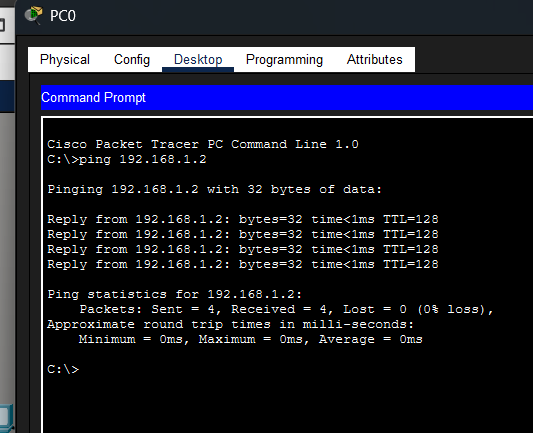 PC0
Physical Config Desktop Programming Attributes
Command Prompt
Cisco Packet Tracer PC Command Line 1.0
C:\>ping 192.168.1.2
Pinging 192.168.1.2 with 32 bytes of data:
Reply from 192.168.1.2: bytes=32 time<1ms TTL=128
Reply from 192.168.1.2: bytes=32 time<1ms TTL=128
Reply from 192.168.1.2: bytes=32 time<1ms TTL=128
Reply from 192.168.1.2: bytes=32 time<1ms TTL=128
Ping statistics for 192.168.1.2:
Packets: Sent = 4, Received = 4, Lost = 0 (0% loss),
Approximate round trip times in milli-seconds:
Minimum = 0ms, Maximum = 0ms, Average = 0ms
C:\>